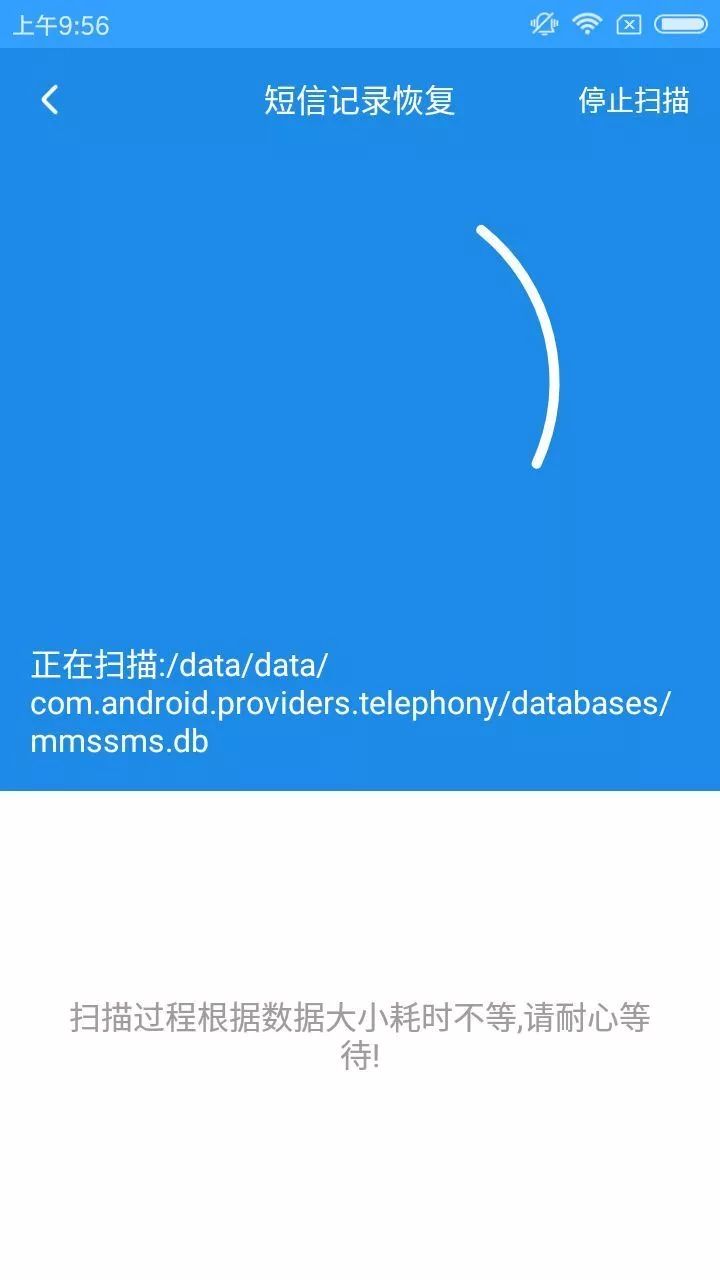 上午9:56
短信记录恢复
停止扫描
正在扫描:/data/data/
com.android.providers.telephony/databases/
mmssms.db
扫描过程根据数据大小耗时不等,请耐心等
待!